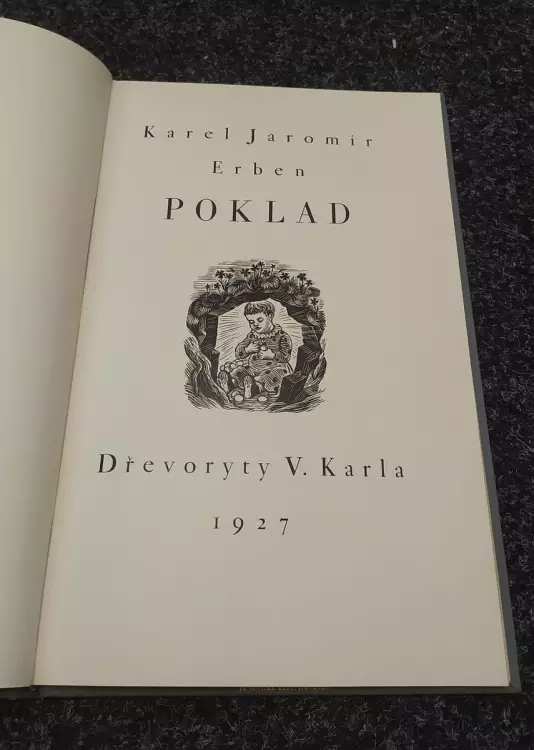 Karel Jaromír
Erben
POKLAD
Dřevoryty V. Karla
1927